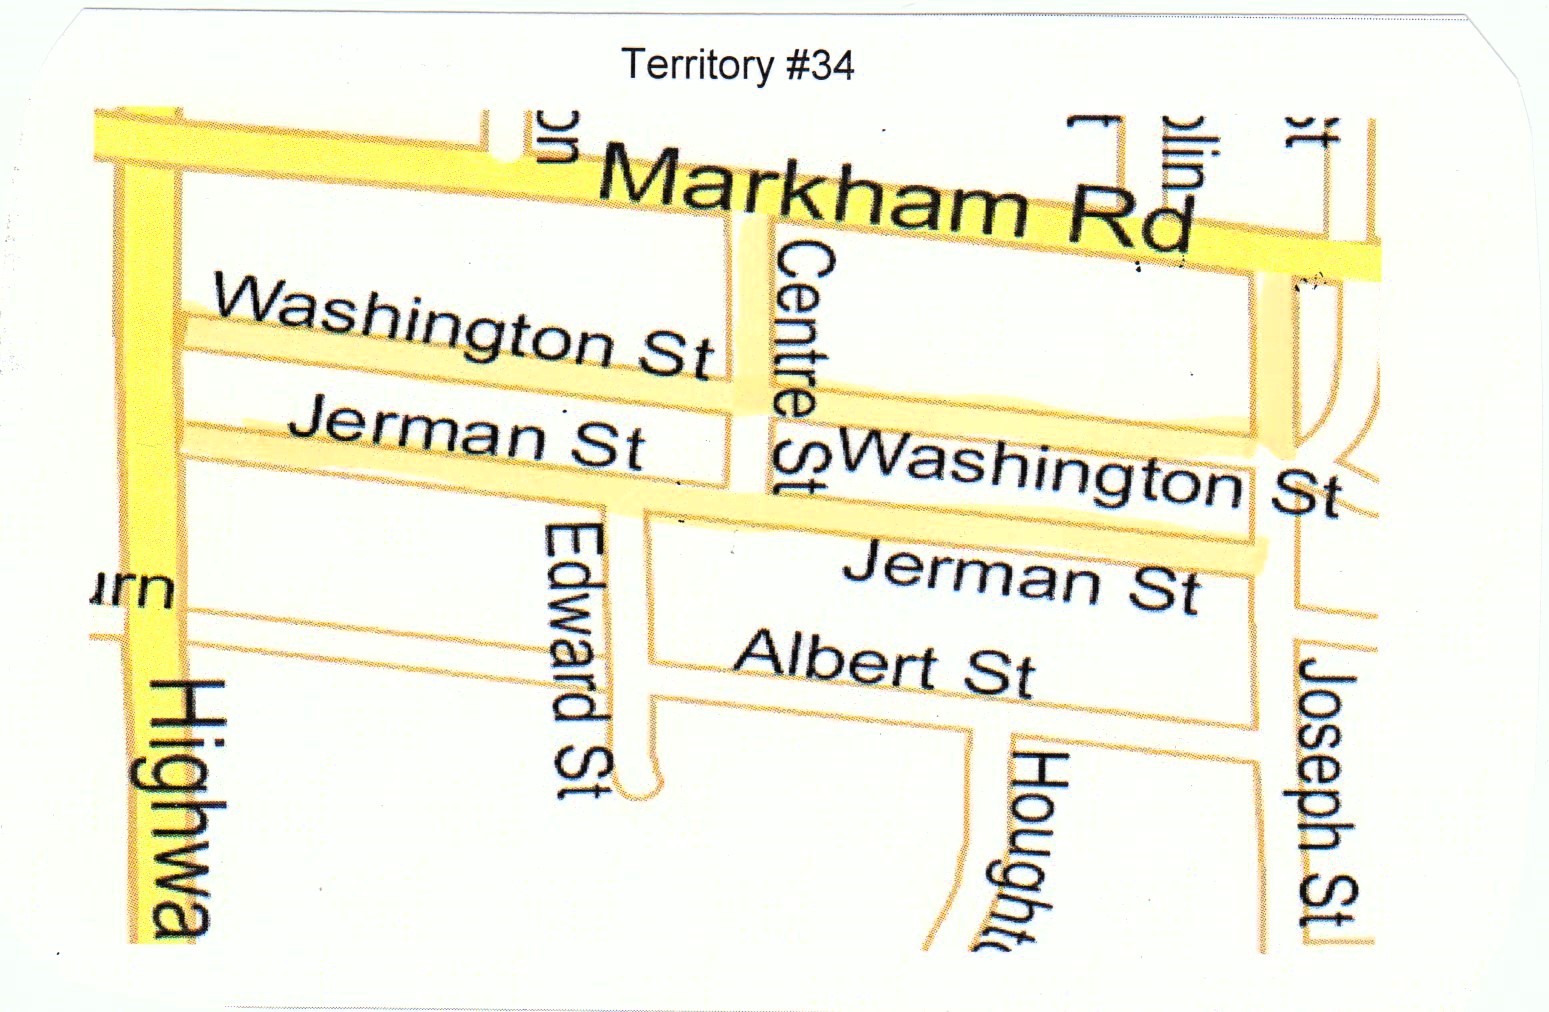 Territory #34
Markham Rd
Centre St
Washington St
Jerman St
Washington St
Jerman St
Edward St
Albert St
Joseph St